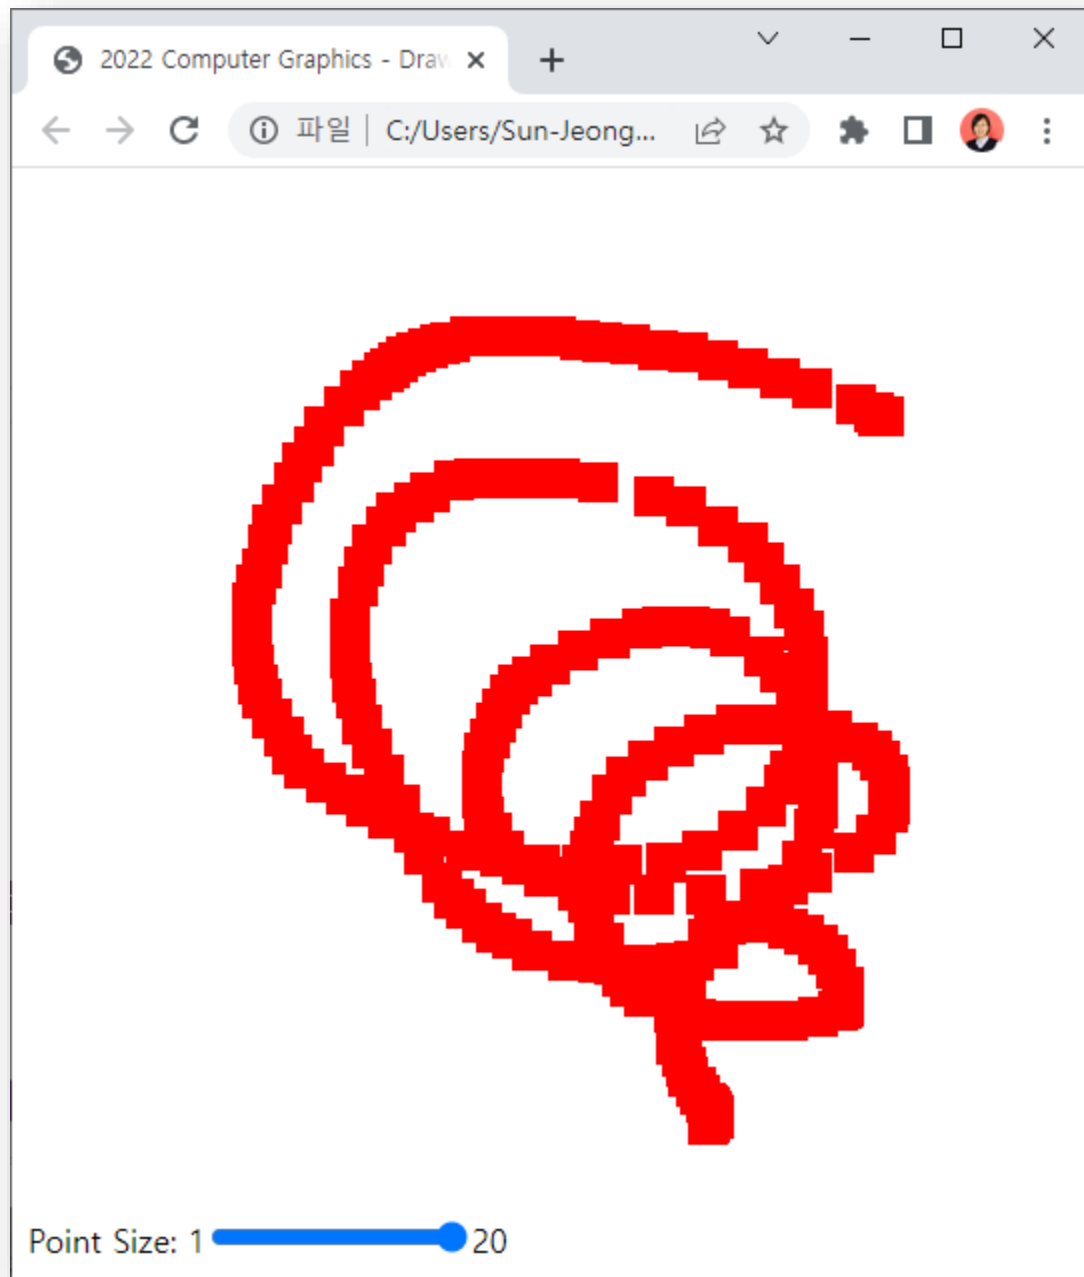 2022 Computer Graphics - Draw
파일 C:/Users/Sun-Jeong...
Point Size: 1 20